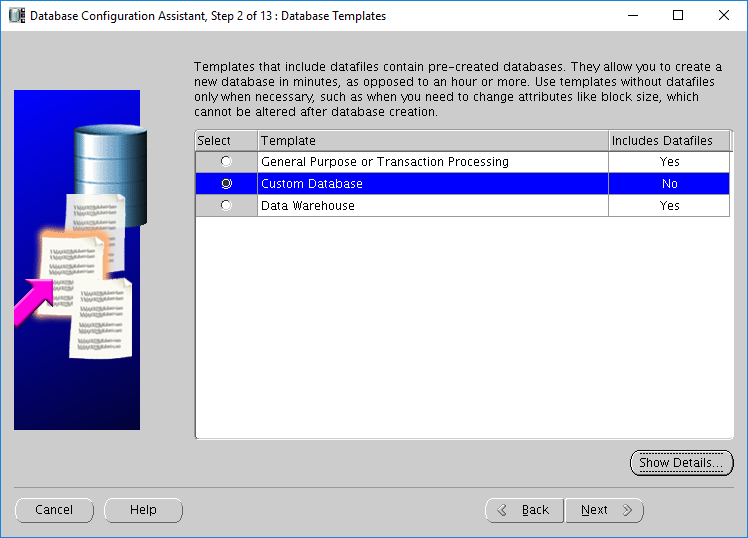 Database Configuration Assistant, Step 2 of 13 : Database Templates
Templates that include datafiles contain pre-created databases. They allow you to create a
new database in minutes, as opposed to an hour or more. Use templates without datafiles
only when necessary, such as when you need to change attributes like block size, which
cannot be altered after database creation.
Select Template Includes Datafiles
General Purpose or Transaction Processing Yes
Custom Database No
Data Warehouse Yes
Show Details...
Cancel Help Back Next